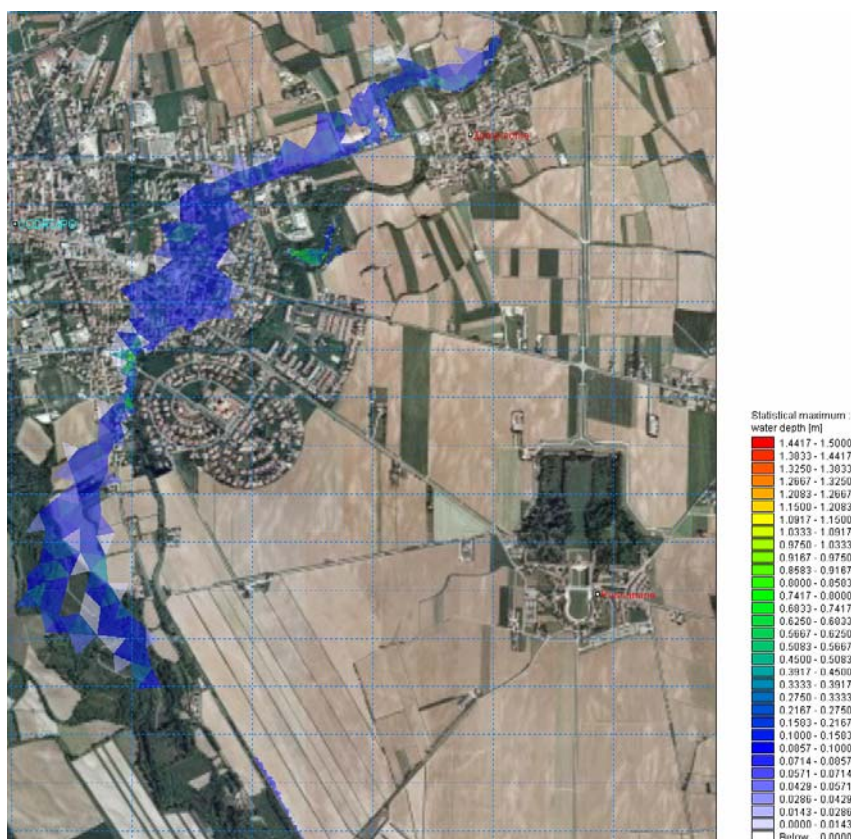 Statistical maximum :
water depth [m]
1.4417 - 1.5000
1.3833 - 1.4417
1.3250 - 1.3833
1.2667 - 1.3250
1.2083 - 1.2667
1.1500 - 1.2083
1.0917 - 1.1500
1.0333 - 1.0917
0.9750 - 1.0333
0.9167 - 0.9750
0.8583 - 0.9167
0.8000 - 0.8583
0.7417 - 0.8000
0.6833 - 0.7417
0.6250 - 0.6833
0.5667 - 0.6250
0.5083 - 0.5667
0.4500 - 0.5083
0.3917 - 0.4500
0.3333 - 0.3917
0.2750 - 0.3333
0.2167 - 0.2750
0.1583 - 0.2167
0.1000 - 0.1583
0.0857 - 0.1000
0.0714 - 0.0857
0.0571 - 0.0714
0.0429 - 0.0571
0.0286 - 0.0429
0.0143 - 0.0286
0.0000 - 0.0143
Below 0.0000